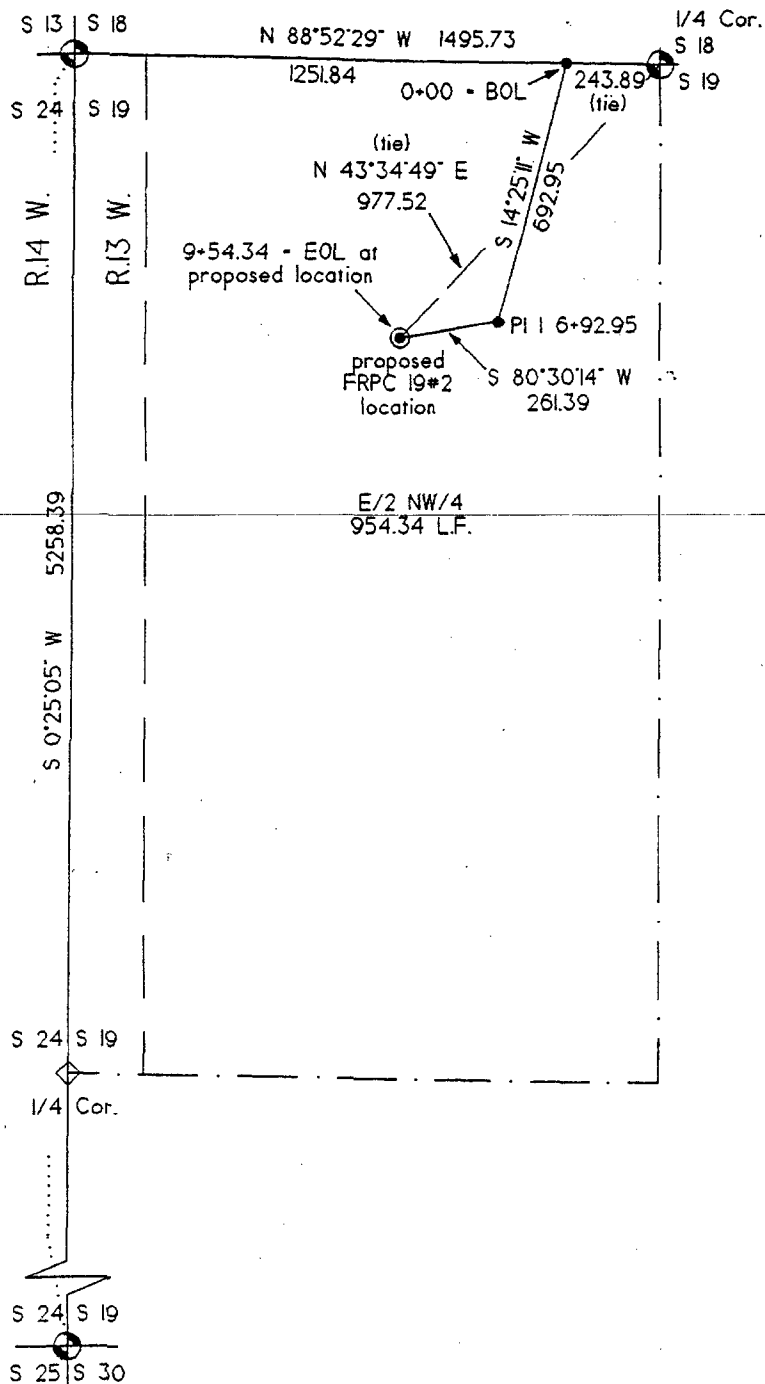 S 13 S 18
1/4 Cor.
N 88°52'29" W 1495.73
S 18
1251.84
0+00 - BOL
243.89
S 19
(tie)
S 24 S 19
(tie)
N 43°34'49" E
977.52
S 14°25'11" W
692.95
R.14 W.
R.13 W.
9+54.34 - EOL at
proposed location
PI 1 6+92.95
proposed
FRPC 19#2
location
S 80°30'14" W
261.39
E/2 NW/4
954.34 L.F.
S 0°25'05" W 5258.39
S 24 S 19
1/4 Cor.
S 24 S 19
S 25 S 30